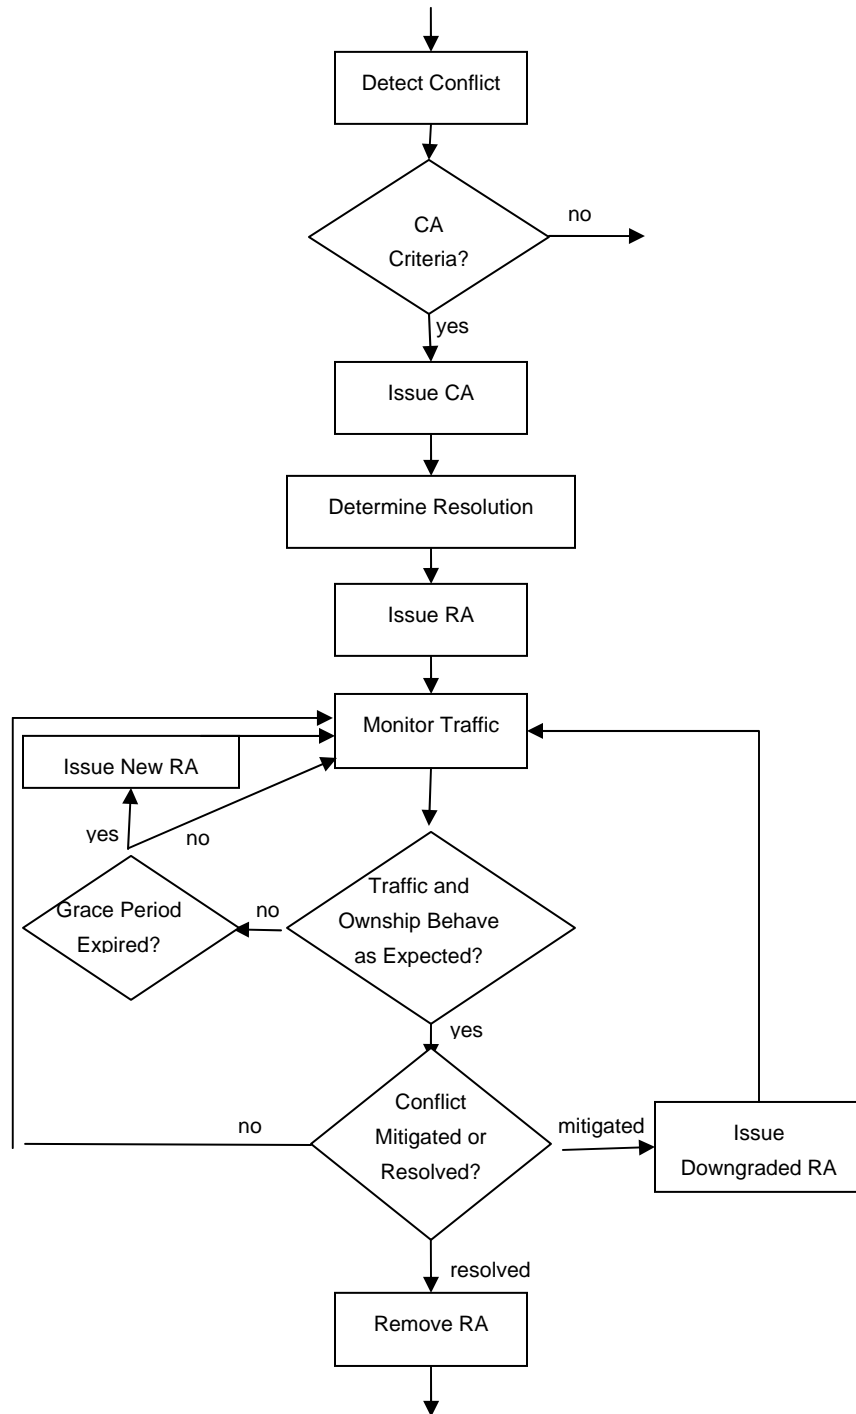 Detect Conflict
CA
Criteria?
no
yes
Issue CA
Determine Resolution
Issue RA
Monitor Traffic
Issue New RA
yes
no
Traffic and
Ownship Behave
as Expected?
no
Grace Period
Expired?
yes
Conflict
Mitigated or
Resolved?
no
mitigated
Issue
Downgraded RA
resolved
Remove RA